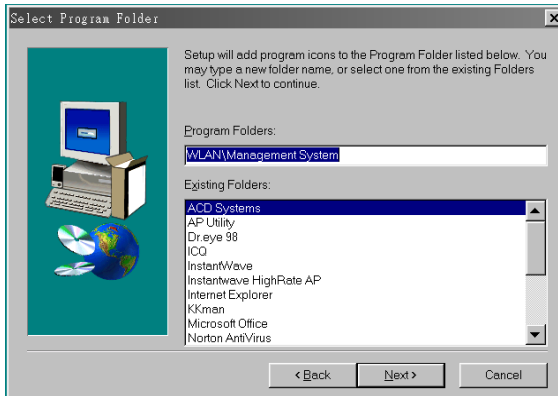 Select Program Folder
Setup will add program icons to the Program Folder listed below. You
may type a new folder name, or select one from the existing Folders
list. Click Next to continue.
Program Folders:
WLAN\Management System
Existing Folders:
ACD Systems
AP Utility
Dr.eye 98
ICQ
InstantWave
Instantwave HighRate AP
Internet Explorer
KKman
Microsoft Office
Norton AntiVirus
< Back
Next >
Cancel